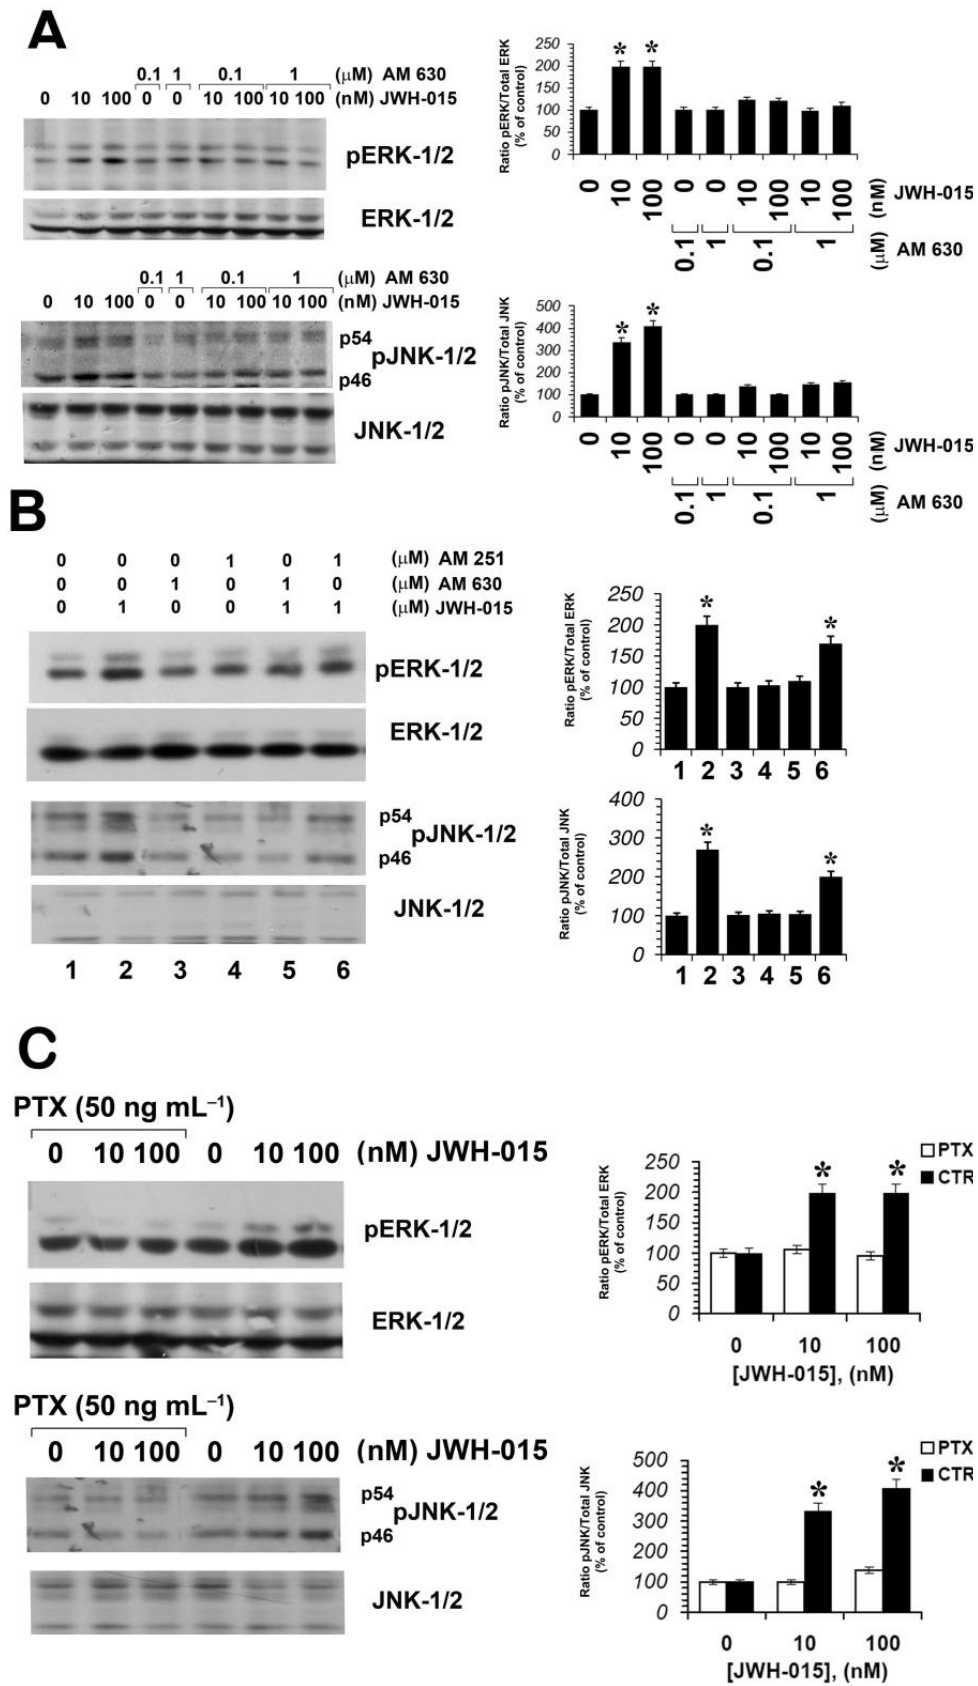 A
0.1 1 0.1 1 (μM) AM 630
0 10 100 0 0 10 100 10 100 (nM) JWH-015
pERK-1/2
ERK-1/2
Ratio pERK/Total ERK
(% of control)
250
200
150
100
50
0
0 10 100 0 0 10 100 10 100 (nM) JWH-015
0.1 1 0.1 1 (μM) AM 630
0.1 1 0.1 1 (μM) AM 630
0 10 100 0 0 10 100 10 100 (nM) JWH-015
p54
pJNK-1/2
p46
JNK-1/2
Ratio pJNK/Total JNK
(% of control)
500
400
300
200
100
0
0 10 100 0 0 10 100 10 100 (nM) JWH-015
0.1 1 0.1 1 (μM) AM 630
* * * *
B
0 0 0 1 0 1 (μM) AM 251
0 0 1 0 1 0 (μM) AM 630
0 1 0 0 1 1 (μM) JWH-015
pERK-1/2
ERK-1/2
p54
pJNK-1/2
p46
JNK-1/2
1 2 3 4 5 6
Ratio pERK/Total ERK
(% of control)
250
200
150
100
50
0
* *
1 2 3 4 5 6
Ratio pJNK/Total JNK
(% of control)
400
300
200
100
0
* *
1 2 3 4 5 6
C
PTX (50 ng mL⁻¹)
0 10 100 0 10 100 (nM) JWH-015
pERK-1/2
ERK-1/2
Ratio pERK/Total ERK
(% of control)
250
200
150
100
50
0
* *
PTX
CTR
0 10 100
[JWH-015], (nM)
PTX (50 ng mL⁻¹)
0 10 100 0 10 100 (nM) JWH-015
p54
pJNK-1/2
p46
JNK-1/2
Ratio pJNK/Total JNK
(% of control)
500
400
300
200
100
0
* *
PTX
CTR
0 10 100
[JWH-015], (nM)